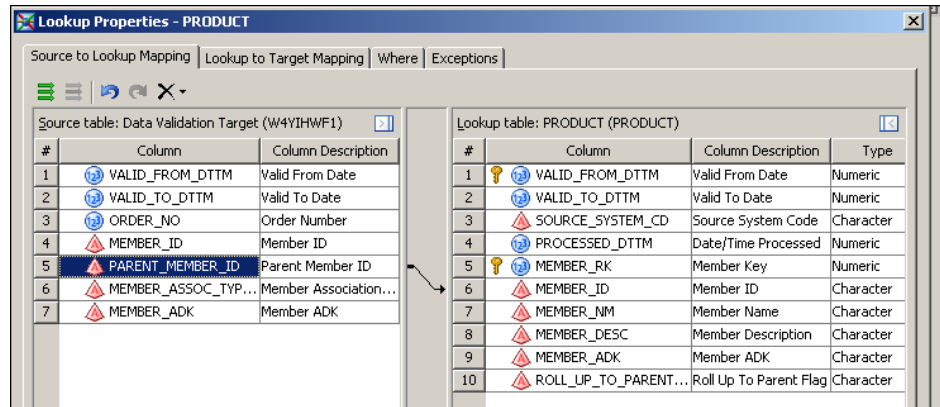 Lookup Properties - PRODUCT
Source to Lookup Mapping Lookup to Target Mapping Where Exceptions
Source table: Data Validation Target (W4YIHWF1)
# Column Column Description
1 VALID_FROM_DTTM Valid From Date
2 VALID_TO_DTTM Valid To Date
3 ORDER_NO Order Number
4 MEMBER_ID Member ID
5 PARENT_MEMBER_ID Parent Member ID
6 MEMBER_ASSOC_TYP... Member Association...
7 MEMBER_ADK Member ADK
Lookup table: PRODUCT (PRODUCT)
# Column Column Description Type
1 VALID_FROM_DTTM Valid From Date Numeric
2 VALID_TO_DTTM Valid To Date Numeric
3 SOURCE_SYSTEM_CD Source System Code Character
4 PROCESSED_DTTM Date/Time Processed Numeric
5 MEMBER_RK Member Key Numeric
6 MEMBER_ID Member ID Character
7 MEMBER_NM Member Name Character
8 MEMBER_DESC Member Description Character
9 MEMBER_ADK Member ADK Character
10 ROLL_UP_TO_PARENT... Roll Up To Parent Flag Character